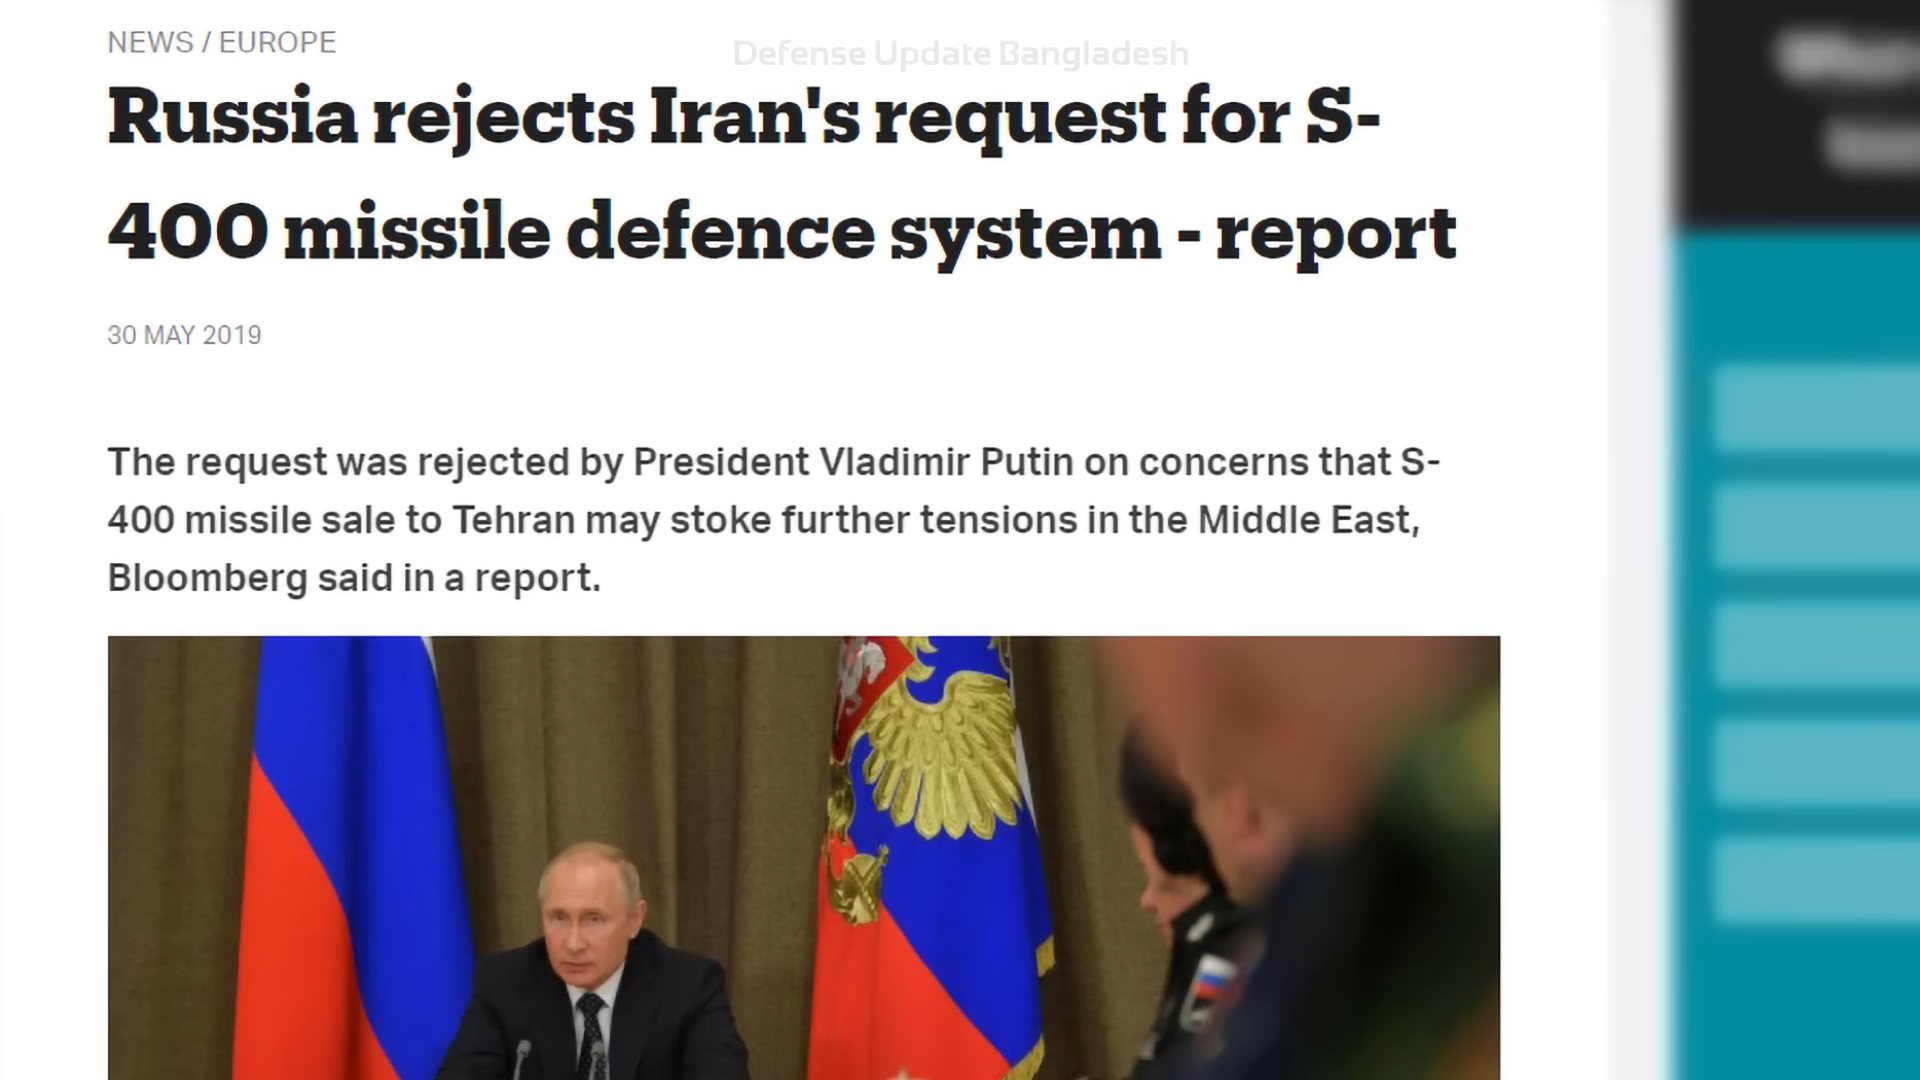 NEWS / EUROPE
Defense Update Bangladesh
Russia rejects Iran's request for S-
400 missile defence system - report
30 MAY 2019
The request was rejected by President Vladimir Putin on concerns that S-
400 missile sale to Tehran may stoke further tensions in the Middle East,
Bloomberg said in a report.